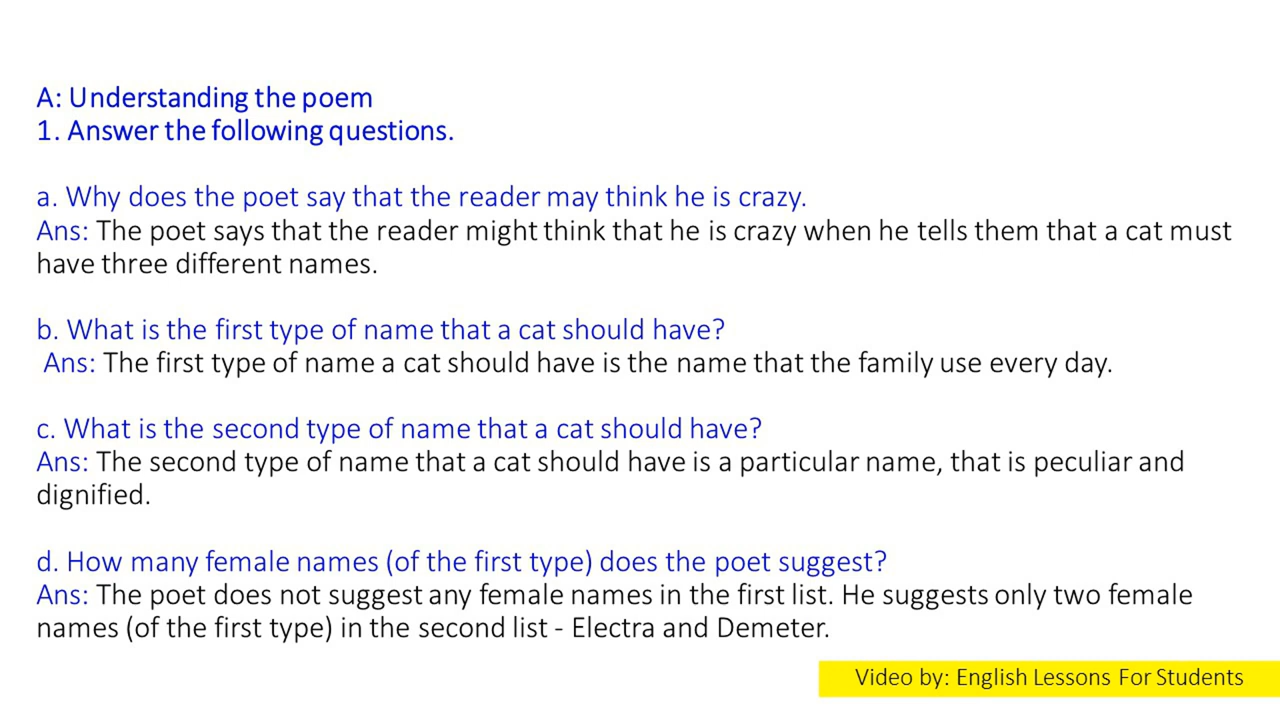 A: Understanding the poem
1. Answer the following questions.
a. Why does the poet say that the reader may think he is crazy.
Ans: The poet says that the reader might think that he is crazy when he tells them that a cat must
have three different names.
b. What is the first type of name that a cat should have?
Ans: The first type of name a cat should have is the name that the family use every day.
c. What is the second type of name that a cat should have?
Ans: The second type of name that a cat should have is a particular name, that is peculiar and
dignified.
d. How many female names (of the first type) does the poet suggest?
Ans: The poet does not suggest any female names in the first list. He suggests only two female
names (of the first type) in the second list - Electra and Demeter.
Video by: English Lessons For Students